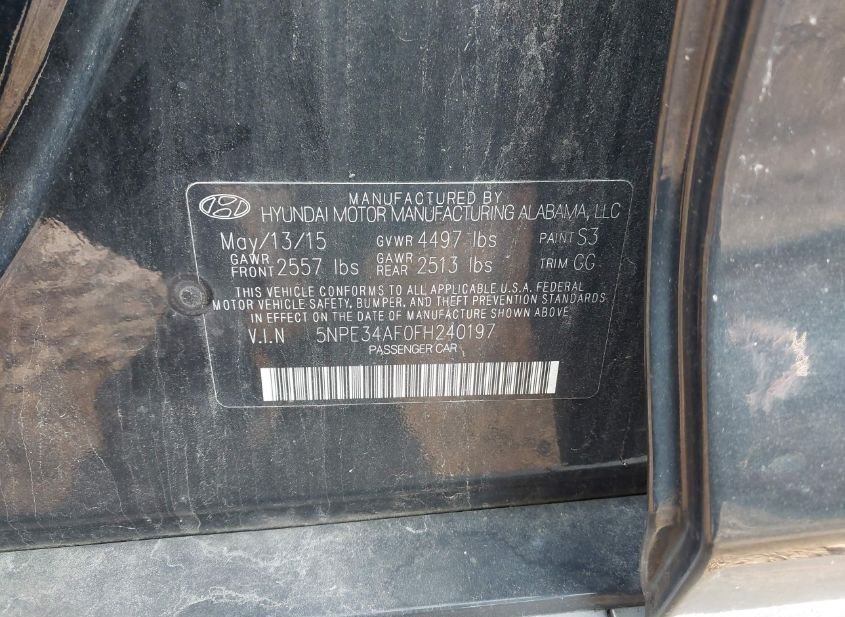 MANUFACTURED BY
HYUNDAI MOTOR MANUFACTURING ALABAMA, LLC
May/13/15 GVWR 4497 lbs PAINT S3
GAWR FRONT 2557 lbs GAWR REAR 2513 lbs TRIM GG
THIS VEHICLE CONFORMS TO ALL APPLICABLE U.S.A. FEDERAL
MOTOR VEHICLE SAFETY, BUMPER, AND THEFT PREVENTION STANDARDS
IN EFFECT ON THE DATE OF MANUFACTURE SHOWN ABOVE
V.I.N 5NPE34AF0FH240197
PASSENGER CAR